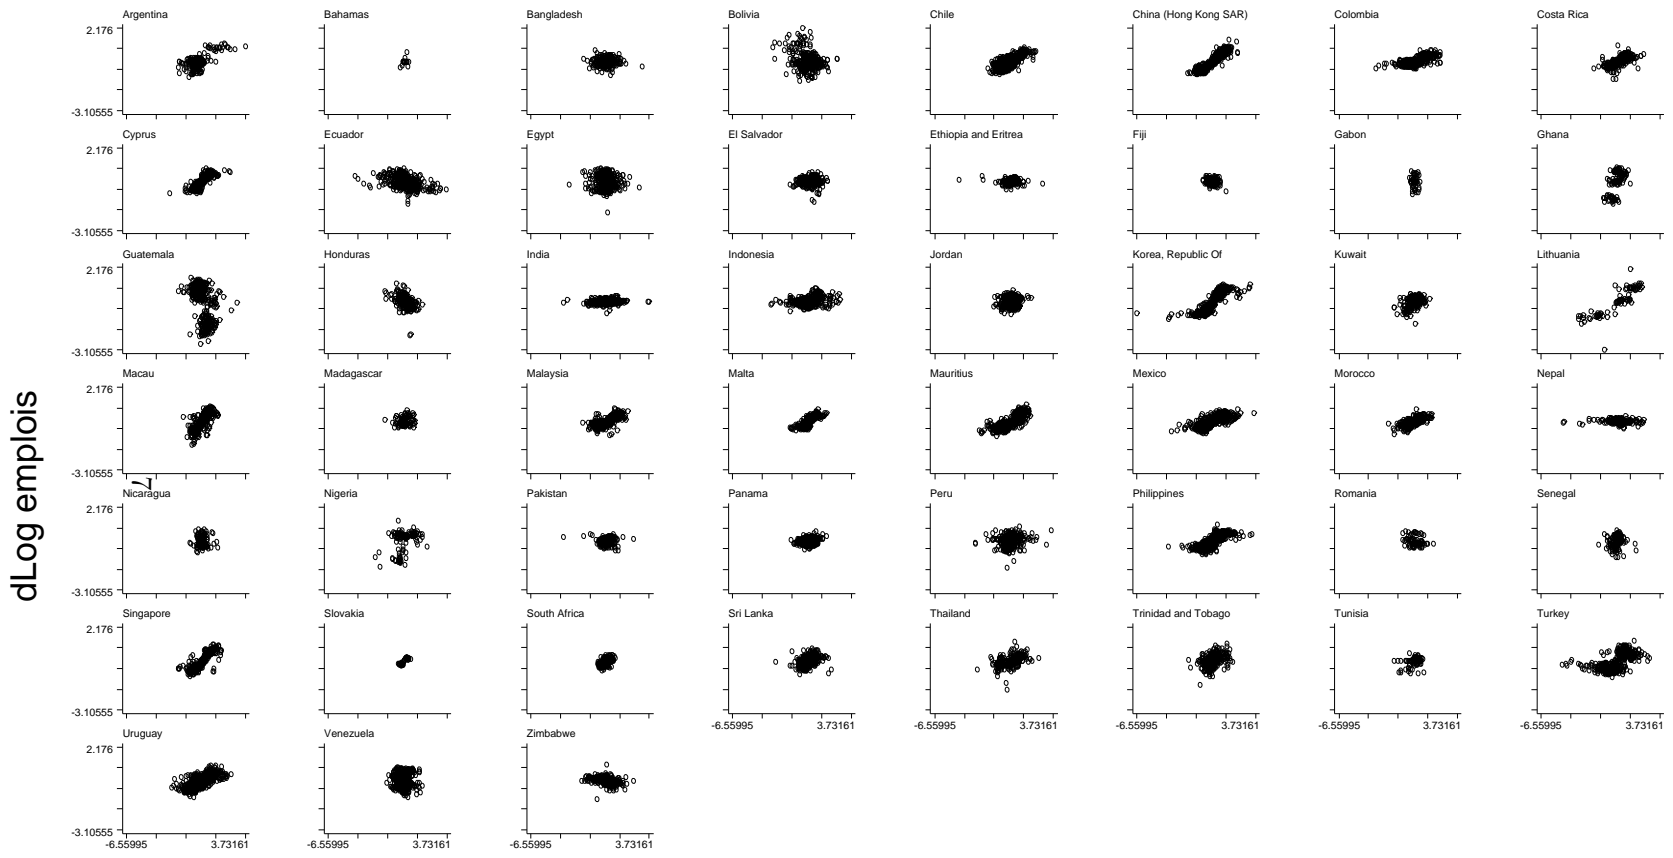 Argentina Bahamas Bangladesh Bolivia Chile China (Hong Kong SAR) Colombia Costa Rica
2.176
-3.10555
Cyprus Ecuador Egypt El Salvador Ethiopia and Eritrea Fiji Gabon Ghana
2.176
-3.10555
Guatemala Honduras India Indonesia Jordan Korea, Republic Of Kuwait Lithuania
2.176
-3.10555
Macau Madagascar Malaysia Malta Mauritius Mexico Morocco Nepal
2.176
-3.10555
dLog emplois
7
Nicaragua Nigeria Pakistan Panama Peru Philippines Romania Senegal
2.176
-3.10555
Singapore Slovakia South Africa Sri Lanka Thailand Trinidad and Tobago Tunisia Turkey
2.176
-3.10555
-6.55995 3.73161 -6.55995 3.73161 -6.55995 3.73161 -6.55995 3.73161 -6.55995 3.73161
Uruguay Venezuela Zimbabwe
2.176
-3.10555
-6.55995 3.73161 -6.55995 3.73161 -6.55995 3.73161